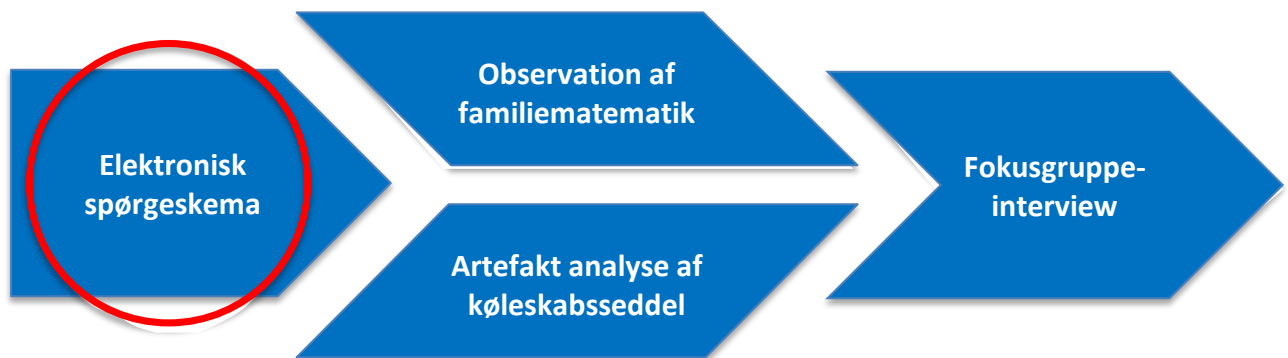 Elektronisk
spørgeskema
Observation af
familiematematik
Artefakt analyse af
køleskabsseddel
Fokusgruppe-
interview